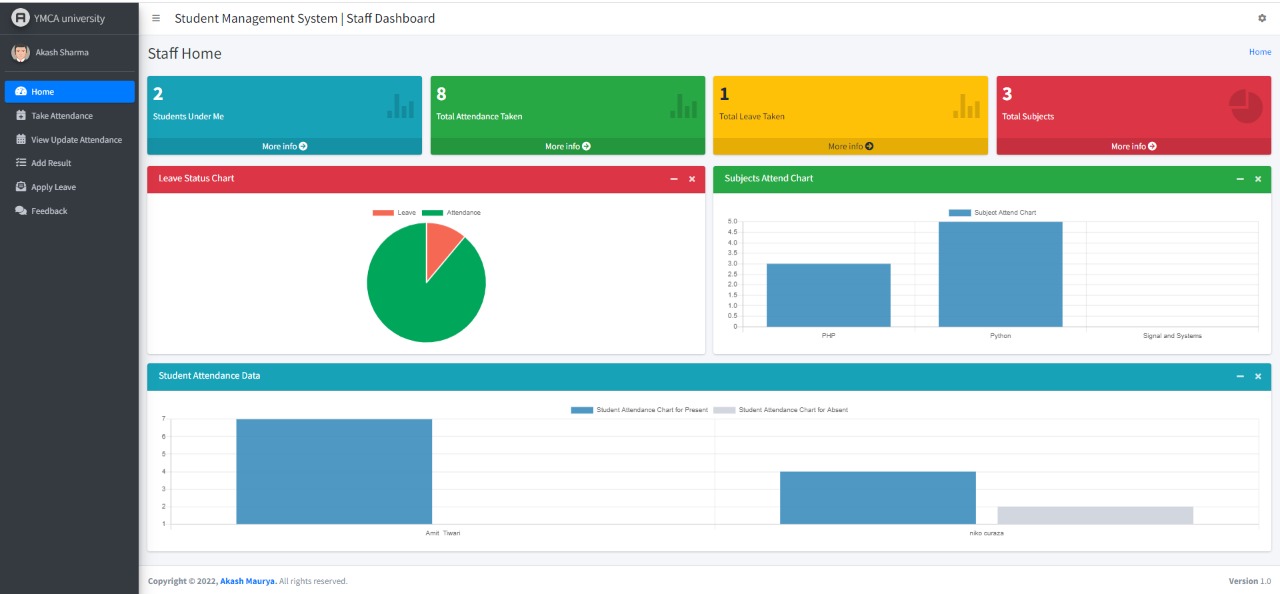 YMCA university
Student Management System | Staff Dashboard
Akash Sharma
Home
Take Attendance
View Update Attendance
Add Result
Apply Leave
Feedback
Staff Home
Home
2
Students Under Me
More info
8
Total Attendance Taken
More info
1
Total Leave Taken
More info
3
Total Subjects
More info
Leave Status Chart
Leave Attendance
Subjects Attend Chart
Subject Attend Chart
5.0
4.5
4.0
3.5
3.0
2.5
2.0
1.5
1.0
0.5
0
PHP Python Signal and Systems
Student Attendance Data
Student Attendance Chart for Present Student Attendance Chart for Absent
7
6
5
4
3
2
1
Amit Tiwari niko ouraza
Copyright © 2022, Akash Maurya. All rights reserved.
Version 1.0